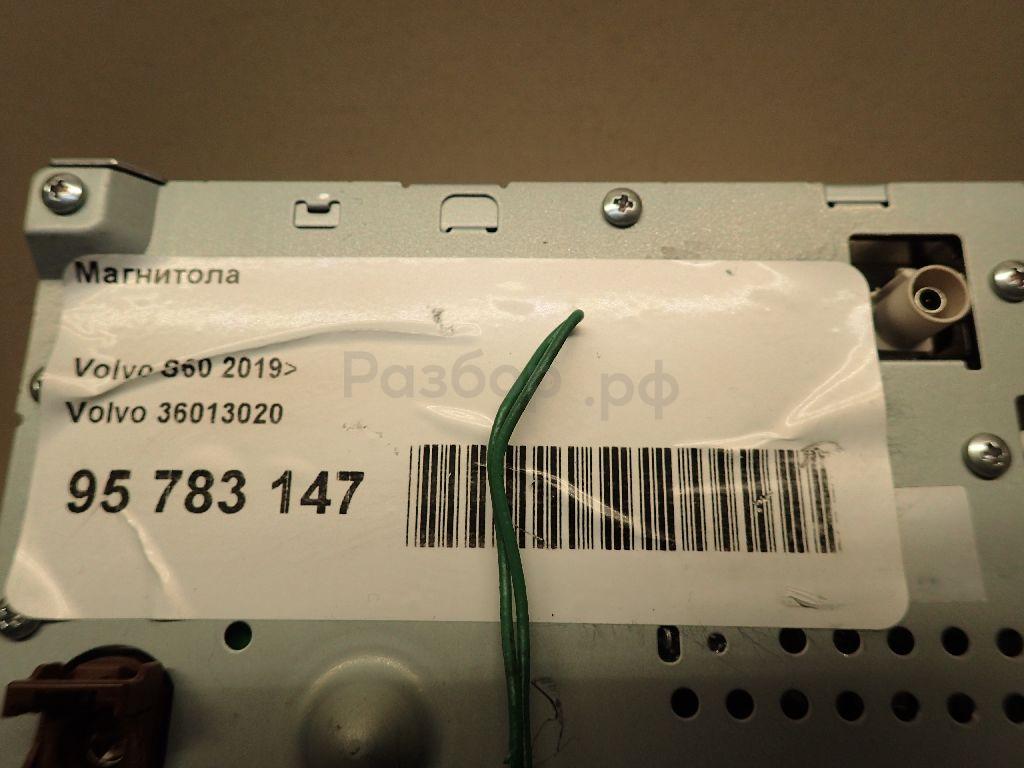 Магнитола
Volvo S60 2019>
Разбор.рф
Volvo 36013020
95 783 147